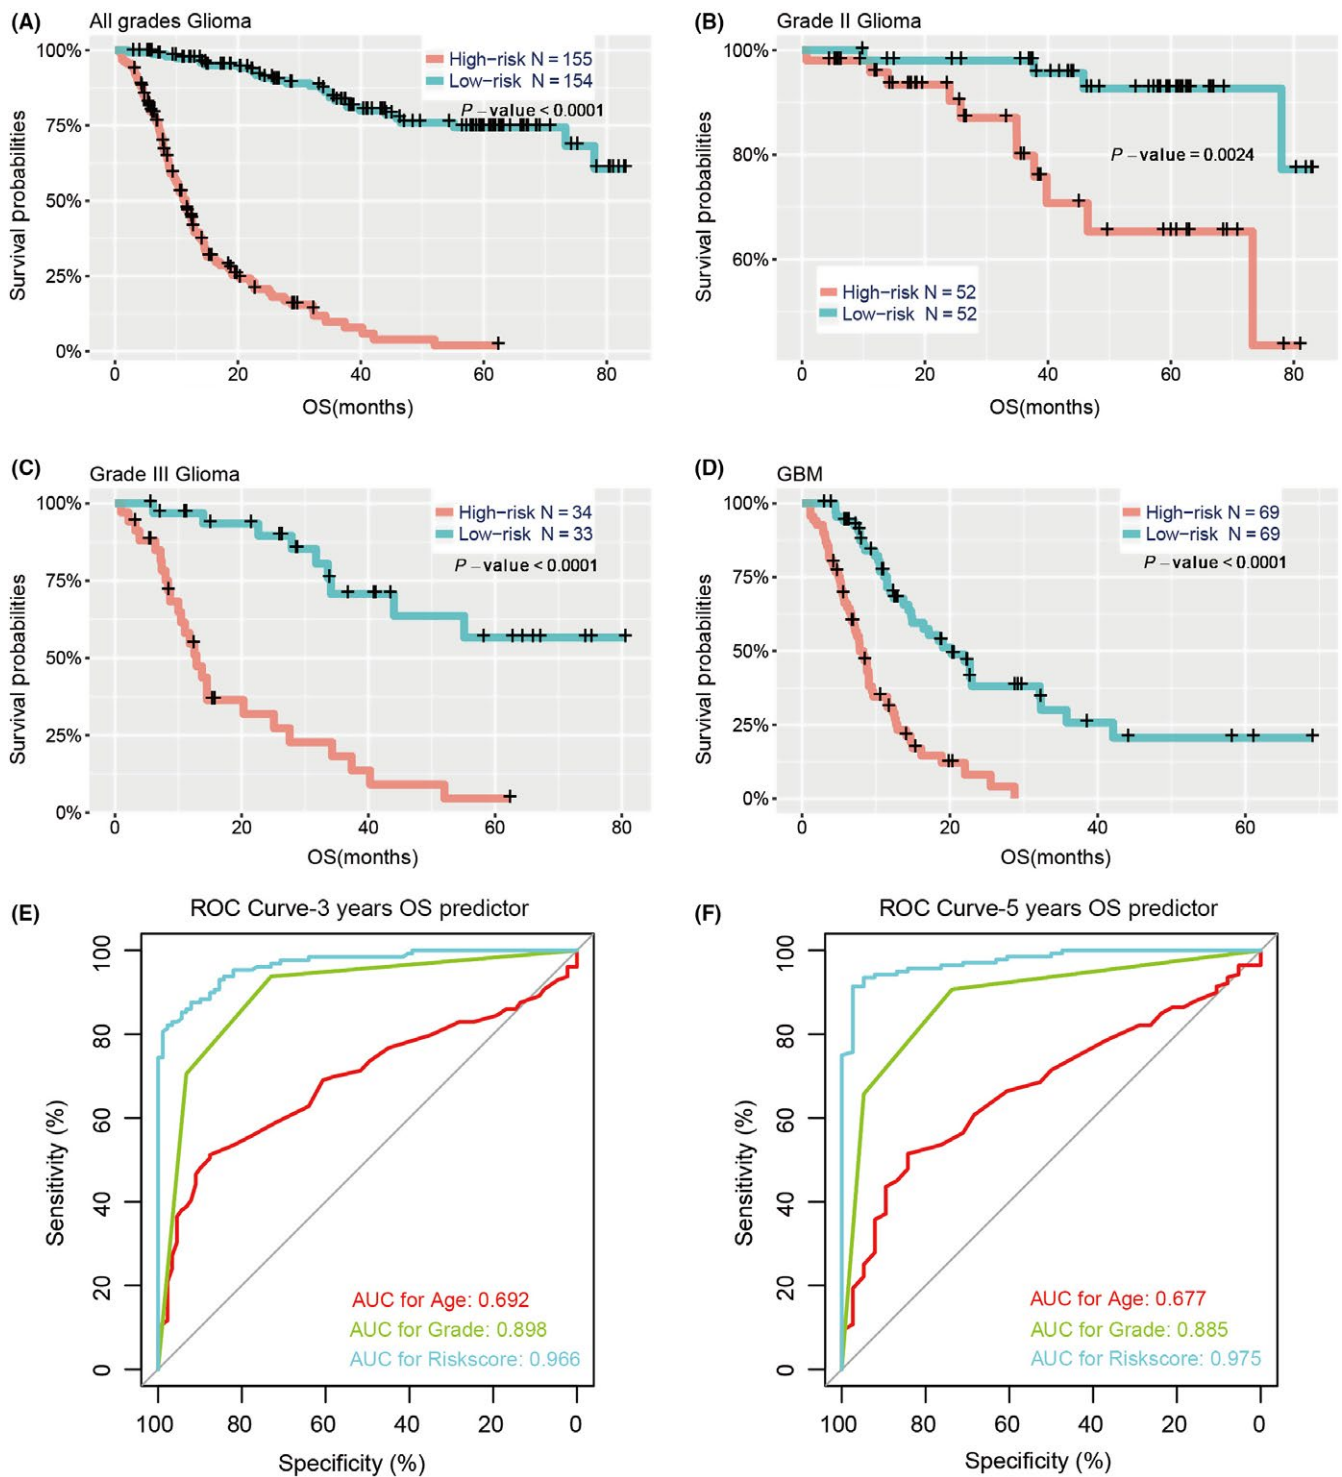 (A) All grades Glioma
100%
75%
50%
25%
0%
Survival probabilities
High-risk N = 155
Low-risk N = 154
P – value < 0.0001
0 20 40 60 80
OS(months)
(B) Grade II Glioma
100%
80%
60%
Survival probabilities
P – value = 0.0024
High-risk N = 52
Low-risk N = 52
0 20 40 60 80
OS(months)
(C) Grade III Glioma
100%
75%
50%
25%
0%
Survival probabilities
High-risk N = 34
Low-risk N = 33
P – value < 0.0001
0 20 40 60 80
OS(months)
(D) GBM
100%
75%
50%
25%
0%
Survival probabilities
High-risk N = 69
Low-risk N = 69
P – value < 0.0001
0 20 40 60
OS(months)
(E) ROC Curve-3 years OS predictor
100
80
60
40
20
0
Sensitivity (%)
AUC for Age: 0.692
AUC for Grade: 0.898
AUC for Riskscore: 0.966
100 80 60 40 20 0
Specificity (%)
(F) ROC Curve-5 years OS predictor
100
80
60
40
20
0
Sensitivity (%)
AUC for Age: 0.677
AUC for Grade: 0.885
AUC for Riskscore: 0.975
100 80 60 40 20 0
Specificity (%)